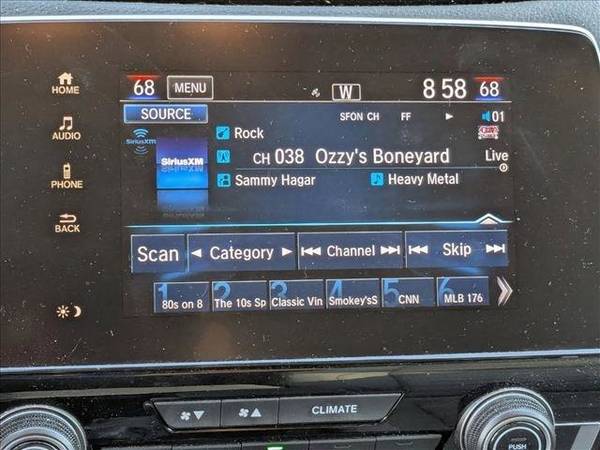 HOME
68
MENU
W
8 58
68
SOURCE
SFON CH
FF
01
AUDIO
SiriusXM
Rock
SiriusXM
CH 038 Ozzy's Boneyard
Live
PHONE
Sammy Hagar
Heavy Metal
BACK
Scan
Category
Channel
Skip
1 80s on 8
2 The 10s Sp
3 Classic Vin
4 Smokey'sS
5 CNN
6 MLB 176
CLIMATE
PUSH